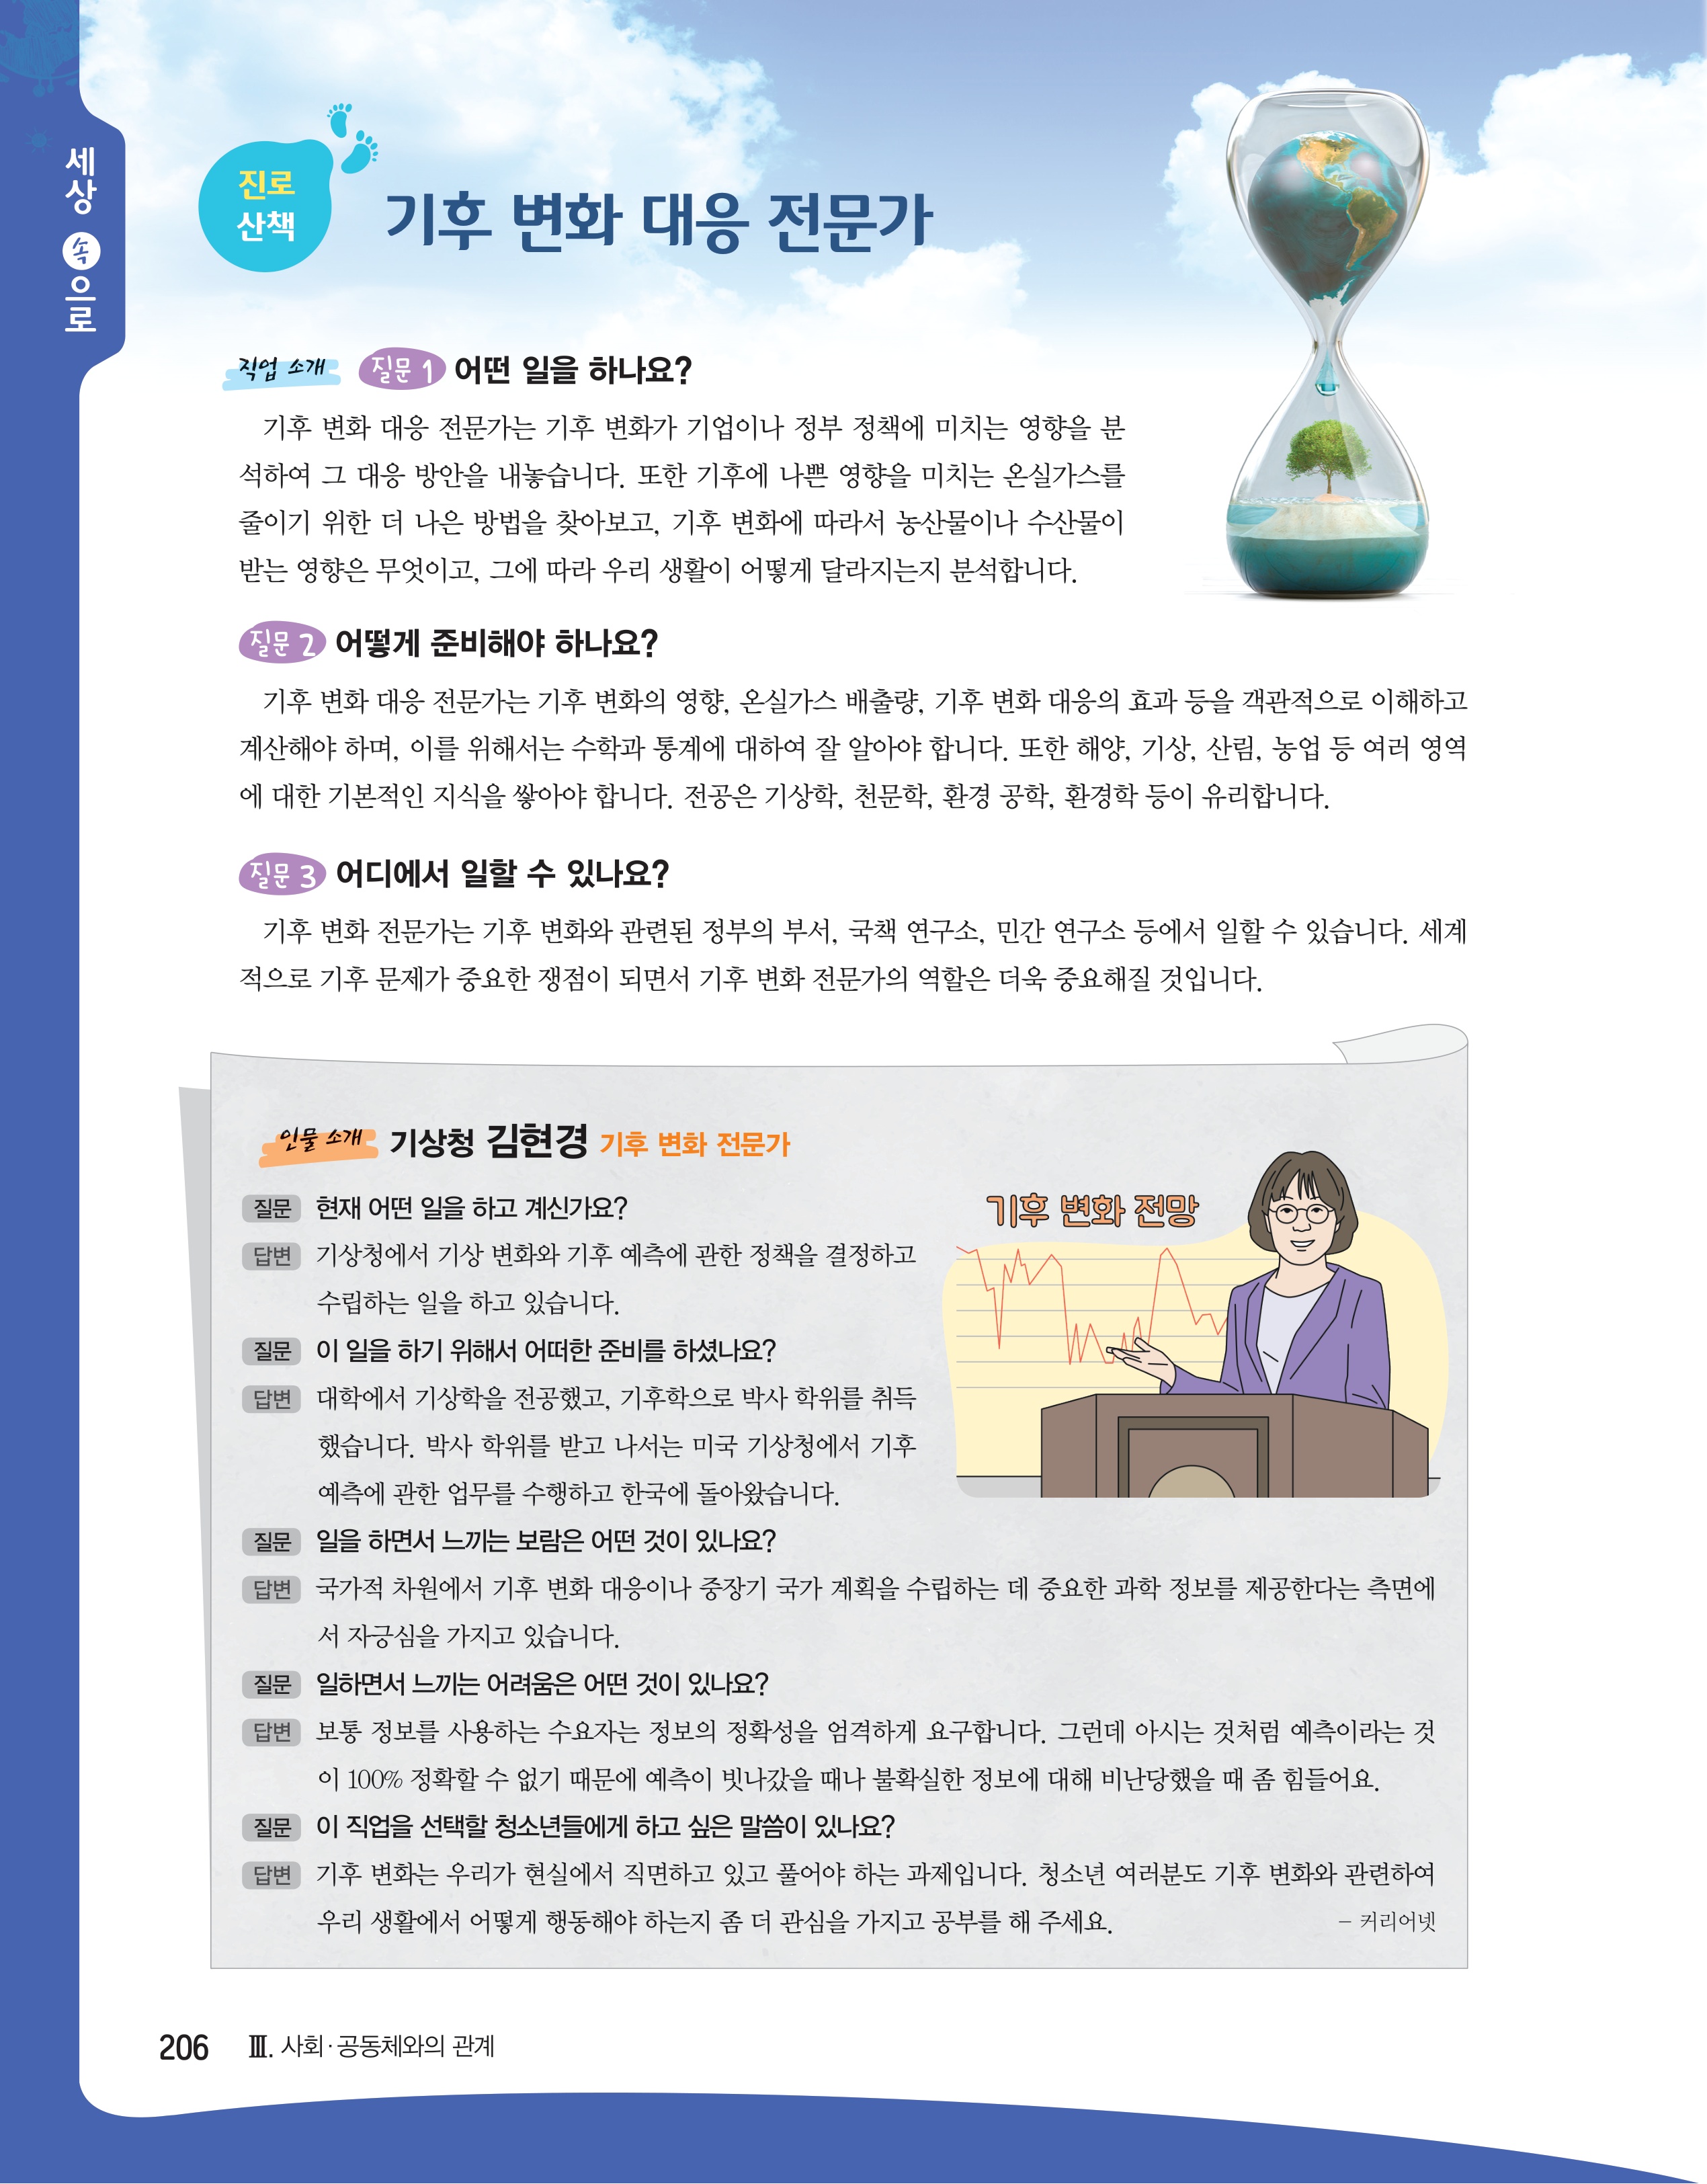 세상 속으로
진로
산책
기후 변화 대응 전문가
직업 소개 질문 1 어떤 일을 하나요?
기후 변화 대응 전문가는 기후 변화가 기업이나 정부 정책에 미치는 영향을 분
석하여 그 대응 방안을 내놓습니다. 또한 기후에 나쁜 영향을 미치는 온실가스를
줄이기 위한 더 나은 방법을 찾아보고, 기후 변화에 따라서 농산물이나 수산물이
받는 영향은 무엇이고, 그에 따라 우리 생활이 어떻게 달라지는지 분석합니다.
질문 2 어떻게 준비해야 하나요?
기후 변화 대응 전문가는 기후 변화의 영향, 온실가스 배출량, 기후 변화 대응의 효과 등을 객관적으로 이해하고
계산해야 하며, 이를 위해서는 수학과 통계에 대하여 잘 알아야 합니다. 또한 해양, 기상, 산림, 농업 등 여러 영역
에 대한 기본적인 지식을 쌓아야 합니다. 전공은 기상학, 천문학, 환경 공학, 환경학 등이 유리합니다.
질문 3 어디에서 일할 수 있나요?
기후 변화 전문가는 기후 변화와 관련된 정부의 부서, 국책 연구소, 민간 연구소 등에서 일할 수 있습니다. 세계
적으로 기후 문제가 중요한 쟁점이 되면서 기후 변화 전문가의 역할은 더욱 중요해질 것입니다.
인물 소개 기상청 김현경 기후 변화 전문가
질문 현재 어떤 일을 하고 계신가요?
답변 기상청에서 기상 변화와 기후 예측에 관한 정책을 결정하고
수립하는 일을 하고 있습니다.
질문 이 일을 하기 위해서 어떠한 준비를 하셨나요?
답변 대학에서 기상학을 전공했고, 기후학으로 박사 학위를 취득
했습니다. 박사 학위를 받고 나서는 미국 기상청에서 기후
예측에 관한 업무를 수행하고 한국에 돌아왔습니다.
기후 변화 전망
질문 일을 하면서 느끼는 보람은 어떤 것이 있나요?
답변 국가적 차원에서 기후 변화 대응이나 중장기 국가 계획을 수립하는 데 중요한 과학 정보를 제공한다는 측면에
서 자긍심을 가지고 있습니다.
질문 일하면서 느끼는 어려움은 어떤 것이 있나요?
답변 보통 정보를 사용하는 수요자는 정보의 정확성을 엄격하게 요구합니다. 그런데 아시는 것처럼 예측이라는 것
이 100% 정확할 수 없기 때문에 예측이 빗나갔을 때나 불확실한 정보에 대해 비난당했을 때 좀 힘들어요.
질문 이 직업을 선택할 청소년들에게 하고 싶은 말씀이 있나요?
답변 기후 변화는 우리가 현실에서 직면하고 있고 풀어야 하는 과제입니다. 청소년 여러분도 기후 변화와 관련하여
우리 생활에서 어떻게 행동해야 하는지 좀 더 관심을 가지고 공부를 해 주세요. – 커리어넷
206 Ⅲ. 사회·공동체와의 관계